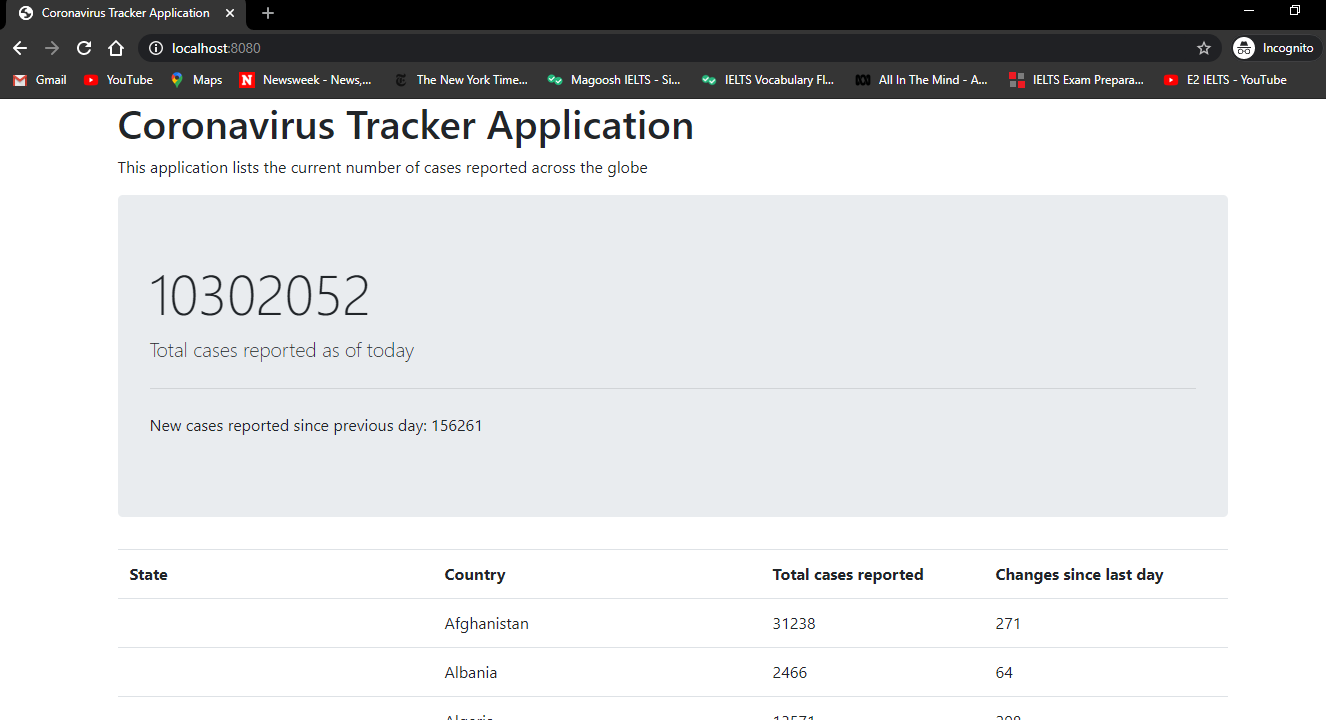 Coronavirus Tracker Application
localhost:8080
Incognito
Gmail YouTube Maps Newsweek - News,... The New York Time... Magoosh IELTS - Si... IELTS Vocabulary Fl... All In The Mind - A... IELTS Exam Prepara... E2 IELTS - YouTube
Coronavirus Tracker Application
This application lists the current number of cases reported across the globe
10302052
Total cases reported as of today
New cases reported since previous day: 156261
State Country Total cases reported Changes since last day
Afghanistan 31238 271
Albania 2466 64